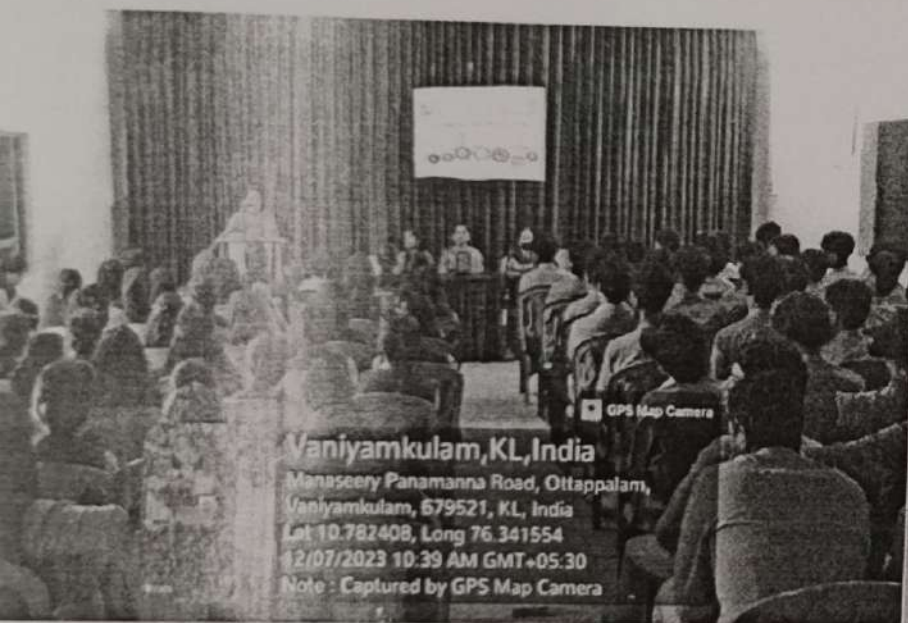 GPS Map Camera
Vaniyamkulam,KL,India
Manaseery Panamanna Road, Ottappalam,
Vaniyamkulam, 679521, KL, India
Lat 10.782408, Long 76.341554
12/07/2023 10:39 AM GMT+05:30
Note : Captured by GPS Map Camera